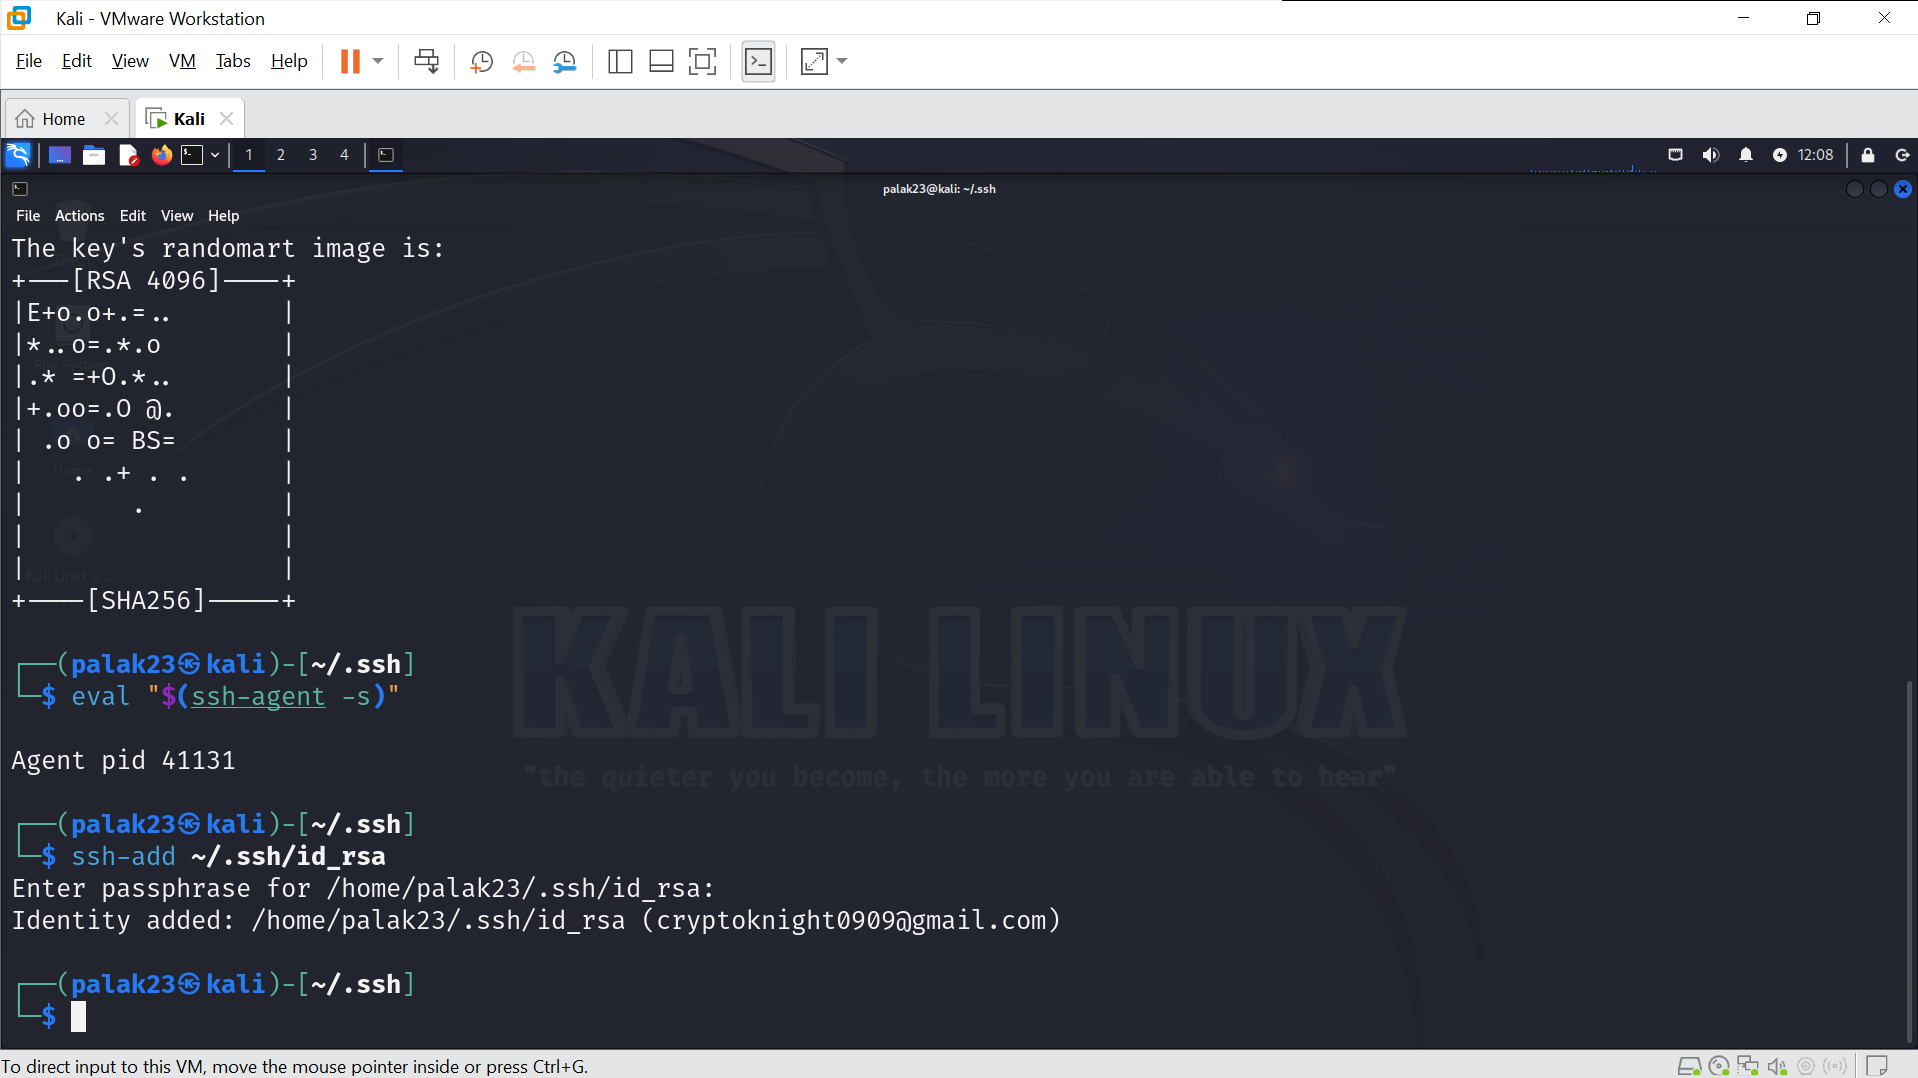 Kali - VMware Workstation
File Edit View VM Tabs Help
Home Kali
1 2 3 4 12:08
palak23@kali: ~/.ssh
File Actions Edit View Help
The key's randomart image is:
+---[RSA 4096]----+
|E+o.o+.=..       |
|*..o=.*.o        |
|.* =+O.*..       |
|+.oo=.O @.       |
| .o o= BS=       |
|   . .+ . .      |
|       .         |
|                 |
|                 |
+----[SHA256]-----+
Home
Kali Linux a...
┌──(palak23㉿kali)-[~/.ssh]
└─$ eval "$(ssh-agent -s)"
Agent pid 41131
┌──(palak23㉿kali)-[~/.ssh]
└─$ ssh-add ~/.ssh/id_rsa
Enter passphrase for /home/palak23/.ssh/id_rsa:
Identity added: /home/palak23/.ssh/id_rsa (cryptoknight0909@gmail.com)
┌──(palak23㉿kali)-[~/.ssh]
└─$
KALI LINUX
"the quieter you become, the more you are able to hear"
To direct input to this VM, move the mouse pointer inside or press Ctrl+G.